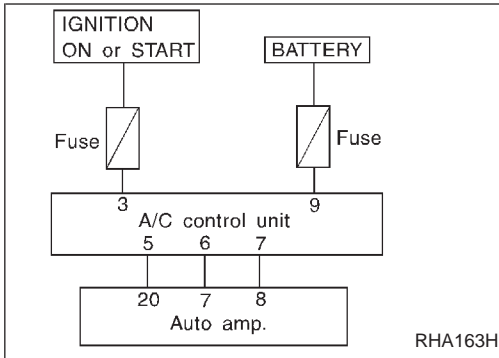 IGNITION
ON or START
BATTERY
Fuse
Fuse
3 9
A/C control unit
5 6 7
20 7 8
Auto amp.
RHA163H